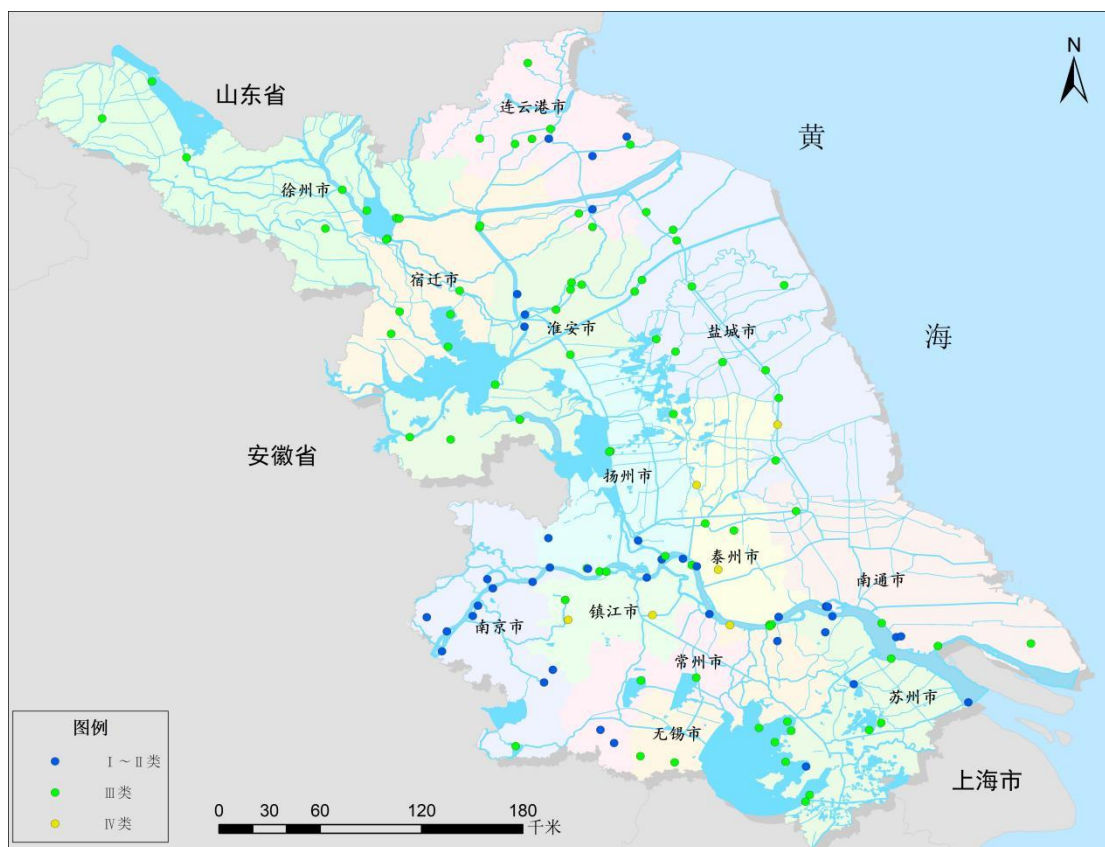 N
山东省
连云港市
黄
徐州市
宿迁市
淮安市
盐城市
海
安徽省
扬州市
泰州市
南通市
镇江市
南京市
常州市
苏州市
无锡市
上海市
图例
Ⅰ～Ⅱ类
Ⅲ类
Ⅳ类
0 30 60 120 180
千米